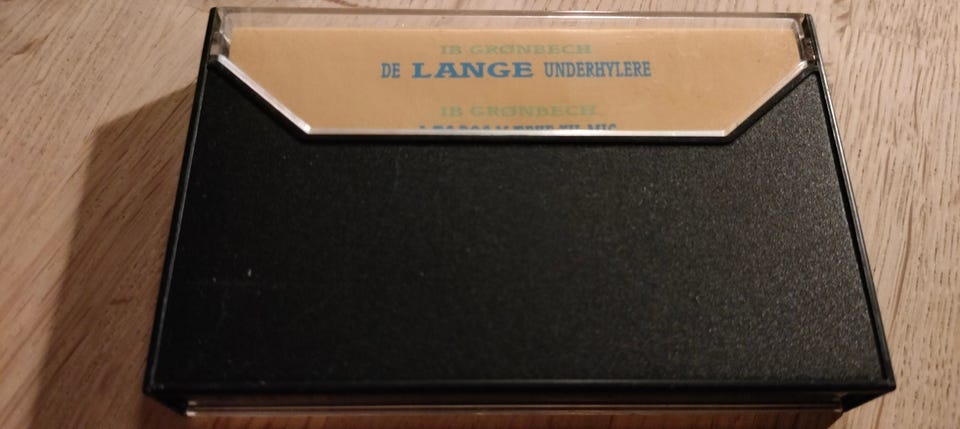 IB GRØNBECH
DE LANGE UNDERHYLERE
IB GRØNBECH